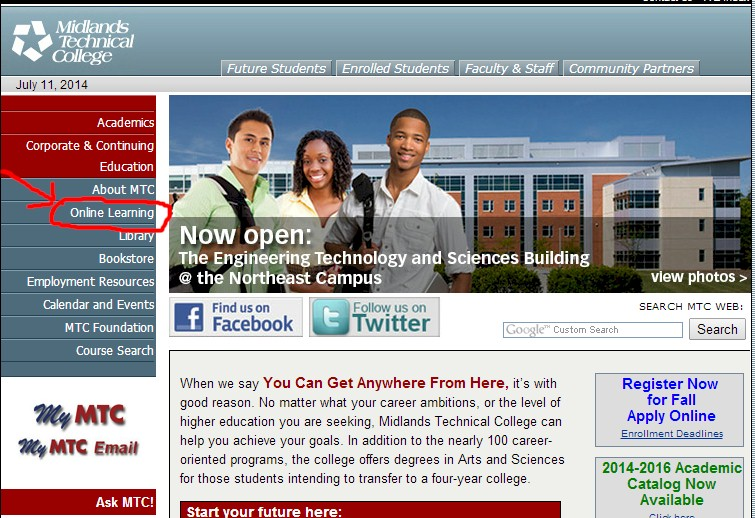 Midlands
Technical
College
Future Students
Enrolled Students
Faculty & Staff
Community Partners
July 11, 2014
Academics
Corporate & Continuing
Education
About MTC
Online Learning
Library
Bookstore
Employment Resources
Calendar and Events
MTC Foundation
Course Search
My MTC
My MTC Email
Ask MTC!
Now open:
The Engineering Technology and Sciences Building
@ the Northeast Campus
view photos >
Find us on
Facebook
Follow us on
Twitter
SEARCH MTC WEB:
Google™ Custom Search
Search
When we say You Can Get Anywhere From Here, it's with
good reason. No matter what your career ambitions, or the level of
higher education you are seeking, Midlands Technical College can
help you achieve your goals. In addition to the nearly 100 career-
oriented programs, the college offers degrees in Arts and Sciences
for those students intending to transfer to a four-year college.
Start your future here:
Register Now
for Fall
Apply Online
Enrollment Deadlines
2014-2016 Academic
Catalog Now
Available
Click here